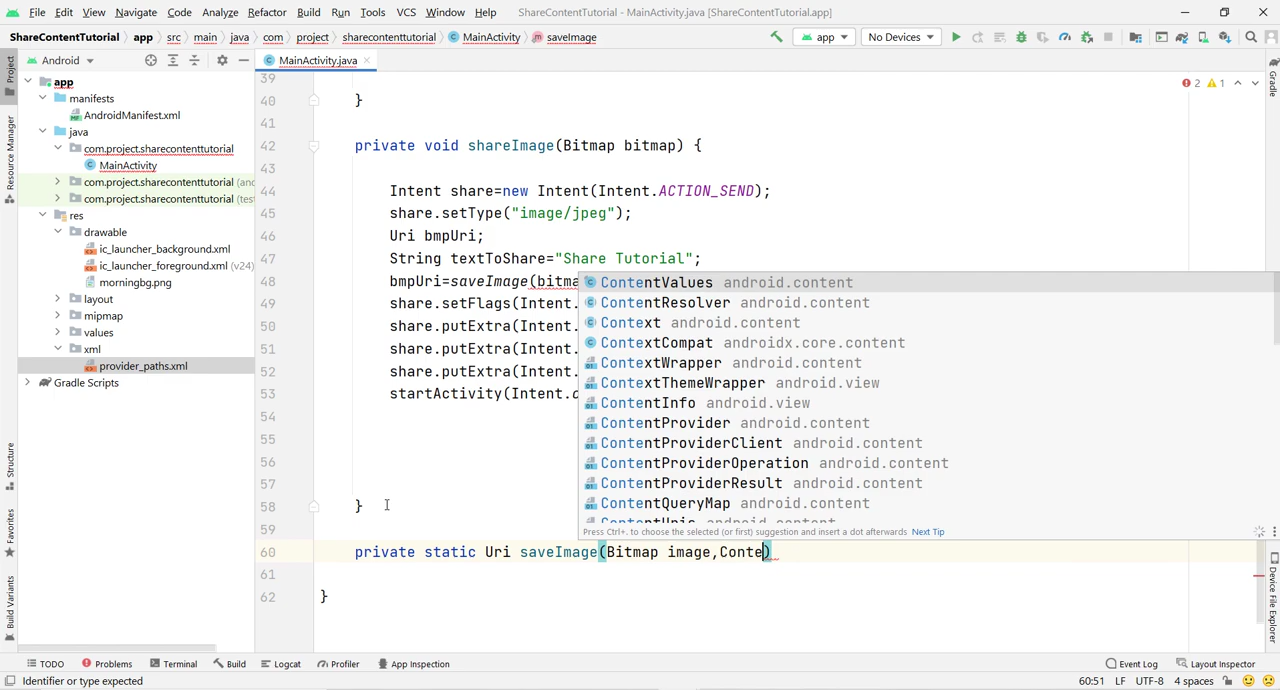 File Edit View Navigate Code Analyze Refactor Build Run Tools VCS Window Help ShareContentTutorial - MainActivity.java [ShareContentTutorial.app]
ShareContentTutorial app src main java com project sharecontenttutorial MainActivity saveImage app No Devices
Android MainActivity.java
Project
Resource Manager
Structure
Favorites
Build Variants
app
manifests
AndroidManifest.xml
java
com.project.sharecontenttutorial
MainActivity
com.project.sharecontenttutorial (and
com.project.sharecontenttutorial (test
res
drawable
ic_launcher_background.xml
ic_launcher_foreground.xml (v24)
morningbg.png
layout
mipmap
values
xml
provider_paths.xml
Gradle Scripts
2 1
39
40 }
41
42 private void shareImage(Bitmap bitmap) {
43
44 Intent share=new Intent(Intent.ACTION_SEND);
45 share.setType("image/jpeg");
46 Uri bmpUri;
47 String textToShare="Share Tutorial";
48 bmpUri=saveImage(bitma
49 share.setFlags(Intent.
50 share.putExtra(Intent.
51 share.putExtra(Intent.
52 share.putExtra(Intent.
53 startActivity(Intent.c
54
55
56
57
58 }
59
60 private static Uri saveImage(Bitmap image,Conte)
61
62 }
ContentValues android.content
ContentResolver android.content
Context android.content
ContextCompat androidx.core.content
ContextWrapper android.content
ContextThemeWrapper android.view
ContentInfo android.view
ContentProvider android.content
ContentProviderClient android.content
ContentProviderOperation android.content
ContentProviderResult android.content
ContentQueryMap android.content
Press Ctrl+. to choose the selected (or first) suggestion and insert a dot afterwards Next Tip
Gradle
Device File Explorer
TODO Problems Terminal Build Logcat Profiler App Inspection Event Log Layout Inspector
Identifier or type expected 60:51 LF UTF-8 4 spaces